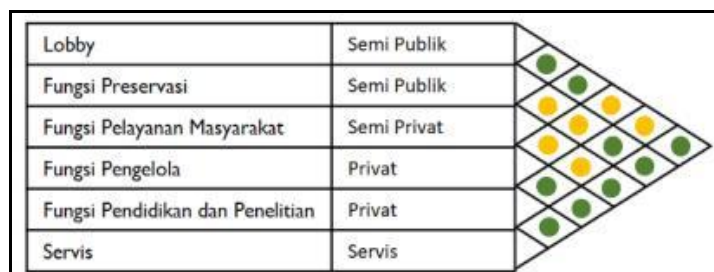 Lobby Semi Publik
Fungsi Preservasi Semi Publik
Fungsi Pelayanan Masyarakat Semi Privat
Fungsi Pengelola Privat
Fungsi Pendidikan dan Penelitian Privat
Servis Servis